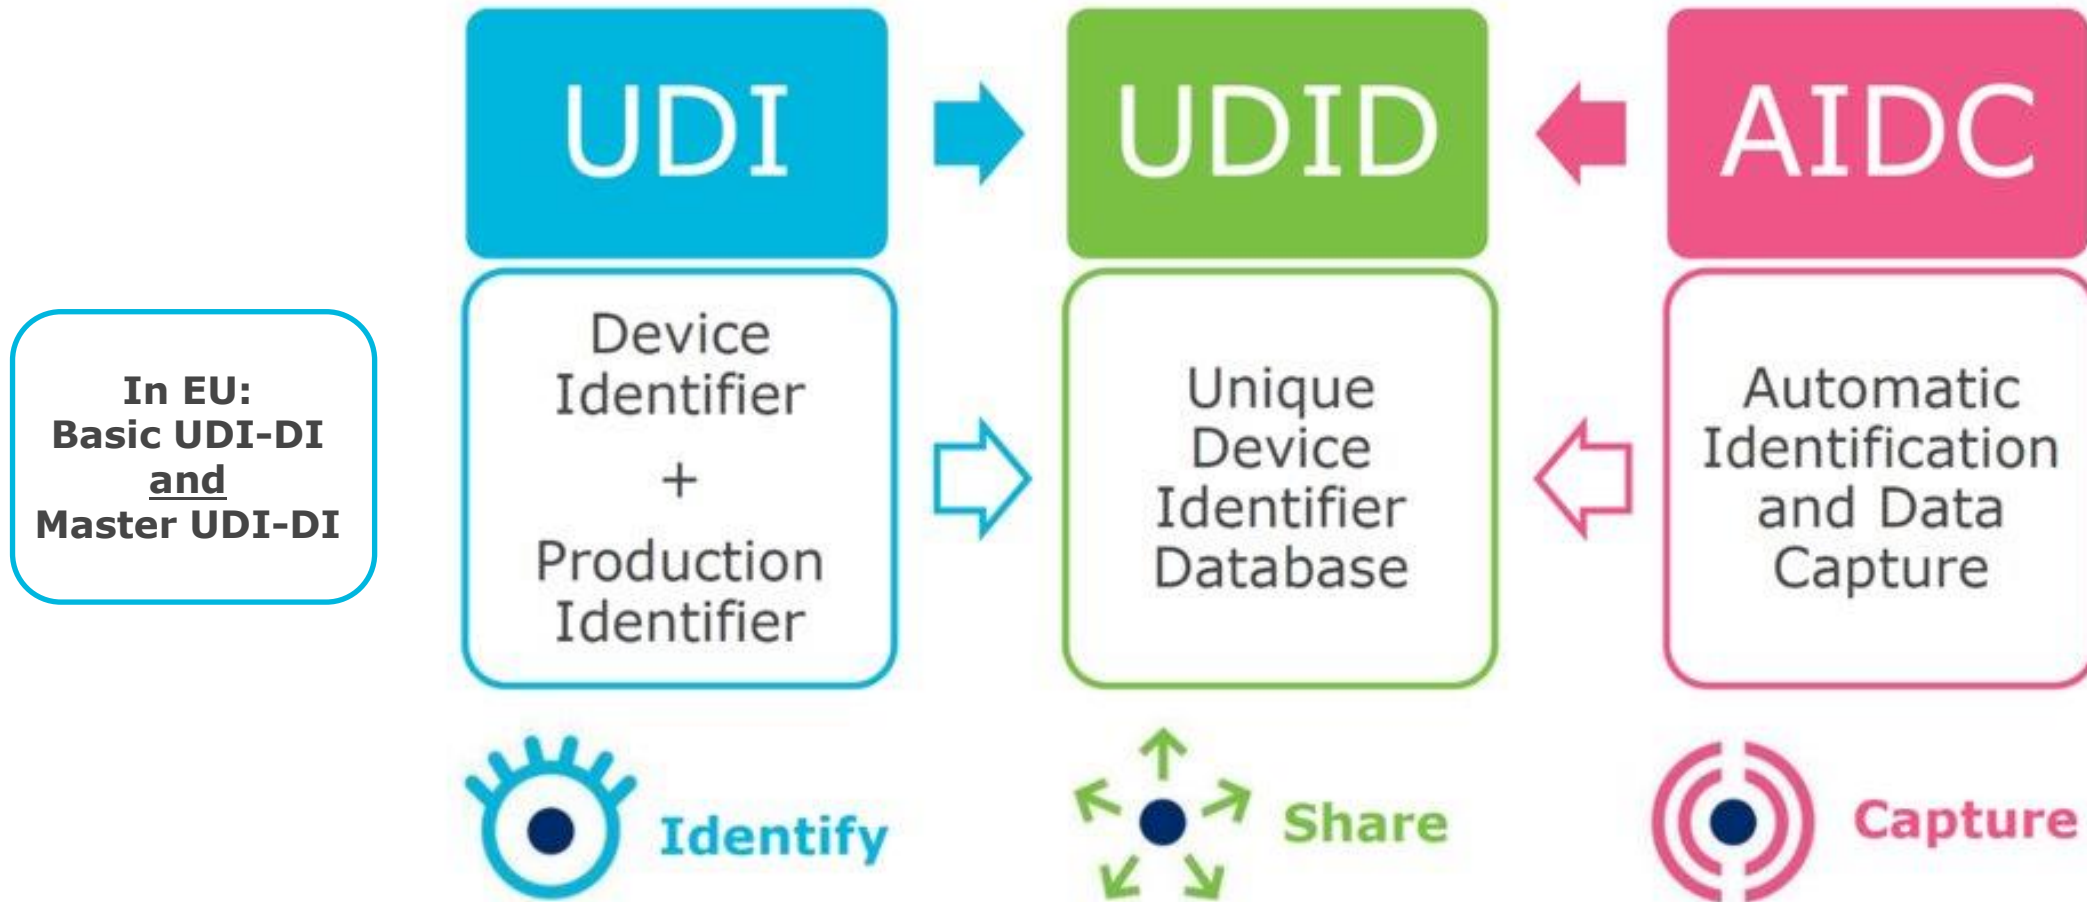 UDI
UDID
AIDC
In EU:
Basic UDI-DI
and
Master UDI-DI
Device
Identifier
+
Production
Identifier
Unique
Device
Identifier
Database
Automatic
Identification
and Data
Capture
Identify
Share
Capture